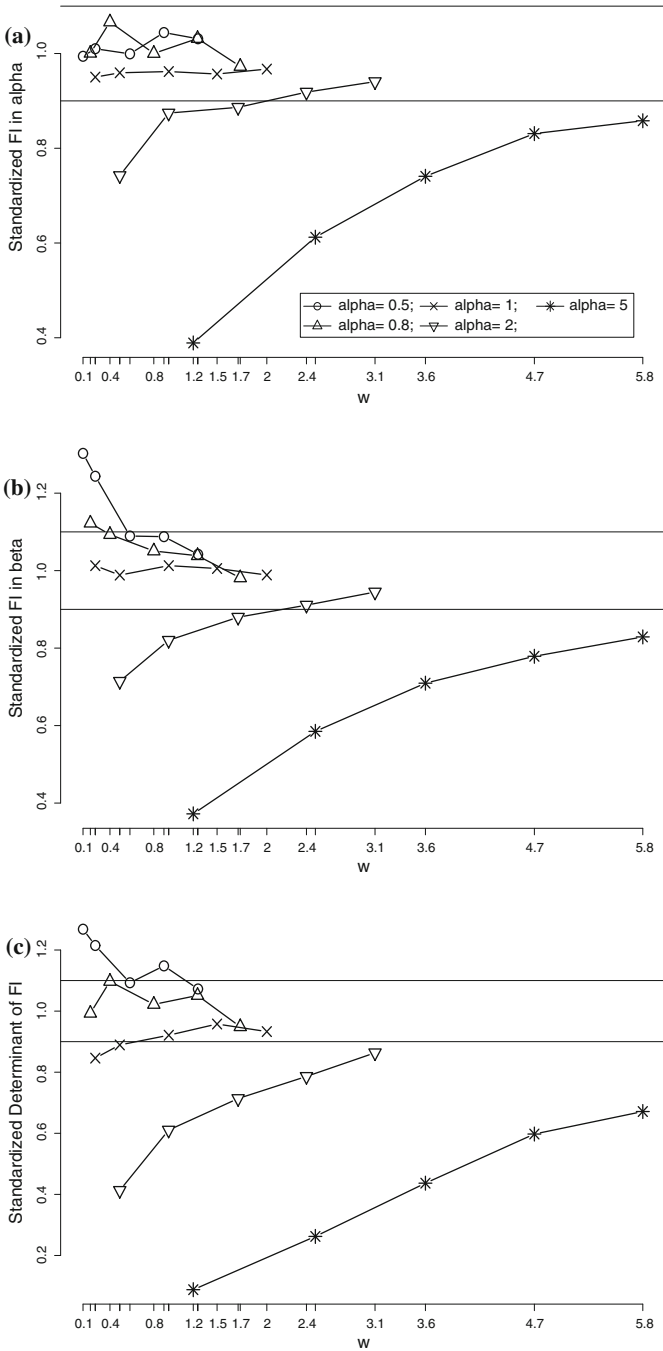 (a)
Standardized FI in alpha
1.0
0.8
0.6
0.4
alpha= 0.5; alpha= 1; alpha= 5
alpha= 0.8; alpha= 2;
0.1 0.4 0.8 1.2 1.5 1.7 2 2.4 3.1 3.6 4.7 5.8
w
(b)
Standardized FI in beta
1.2
1.0
0.8
0.6
0.4
0.1 0.4 0.8 1.2 1.5 1.7 2 2.4 3.1 3.6 4.7 5.8
w
(c)
Standardized Determinant of FI
1.2
1.0
0.8
0.6
0.4
0.2
0.1 0.4 0.8 1.2 1.5 1.7 2 2.4 3.1 3.6 4.7 5.8
w